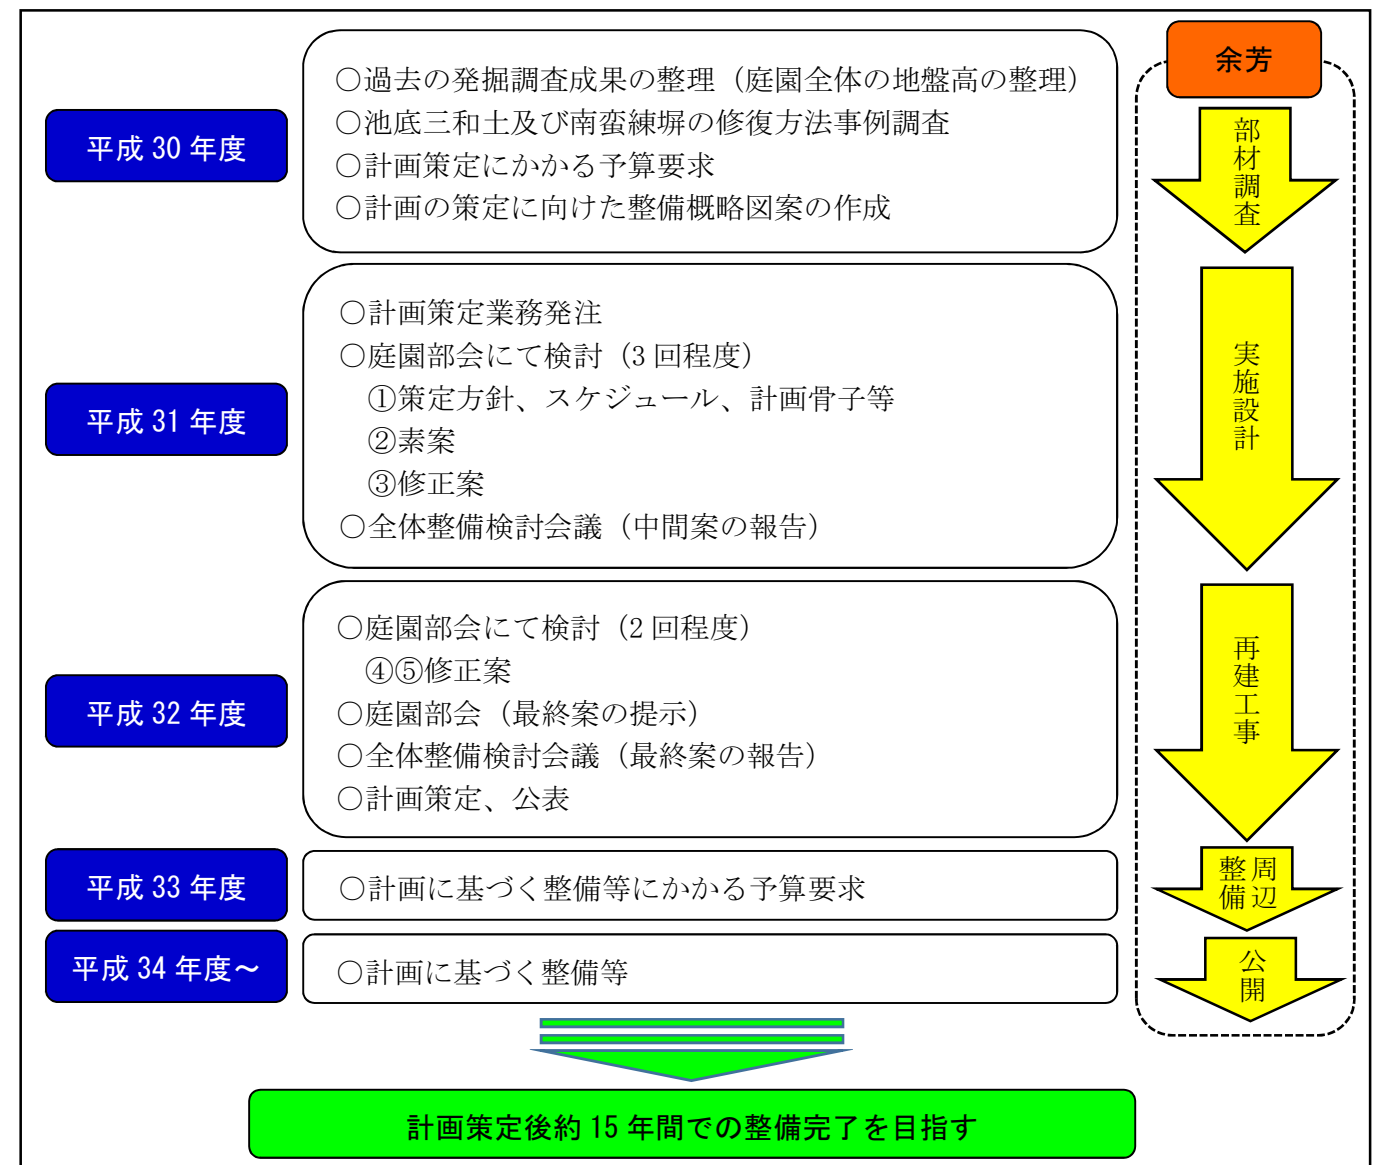 平成 30 年度
○過去の発掘調査成果の整理（庭園全体の地盤高の整理）
○池底三和土及び南蛮練塀の修復方法事例調査
○計画策定にかかる予算要求
○計画の策定に向けた整備概略図案の作成
平成 31 年度
○計画策定業務発注
○庭園部会にて検討（3 回程度）
①策定方針、スケジュール、計画骨子等
②素案
③修正案
○全体整備検討会議（中間案の報告）
平成 32 年度
○庭園部会にて検討（2 回程度）
④⑤修正案
○庭園部会（最終案の提示）
○全体整備検討会議（最終案の報告）
○計画策定、公表
平成 33 年度
○計画に基づく整備等にかかる予算要求
平成 34 年度～
○計画に基づく整備等
余芳
部材調査
実施設計
再建工事
周辺
整備
公開
計画策定後約 15 年間での整備完了を目指す